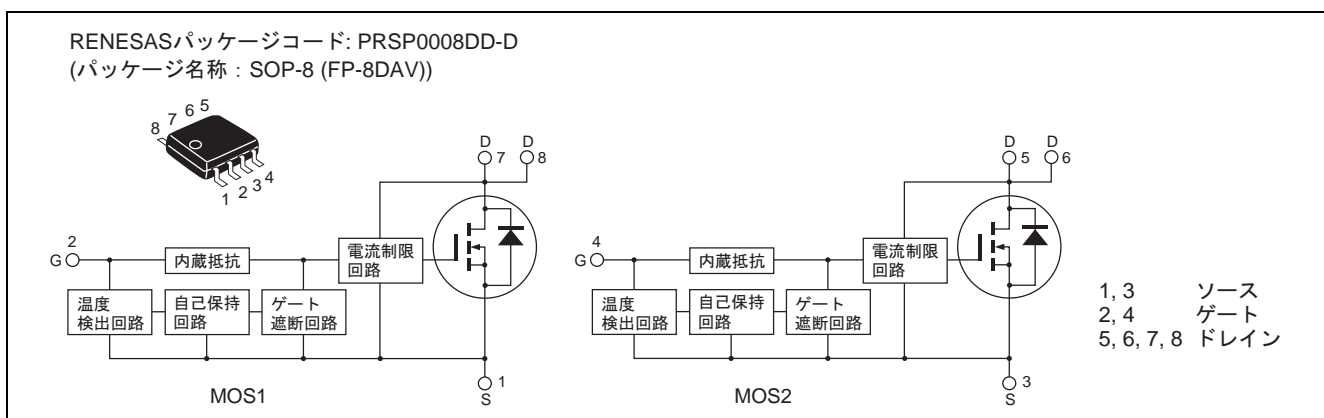 RENESASパッケージコード: PRSP0008DD-D
(パッケージ名称 : SOP-8 (FP-8DAV))
8 7 6 5
1 2 3 4
D 7
D 8
2
G
内蔵抵抗
電流制限
回路
温度
検出回路
自己保持
回路
ゲート
遮断回路
MOS1
1
S
D 5
D 6
4
G
内蔵抵抗
電流制限
回路
温度
検出回路
自己保持
回路
ゲート
遮断回路
MOS2
3
S
1, 3 ソース
2, 4 ゲート
5, 6, 7, 8 ドレイン